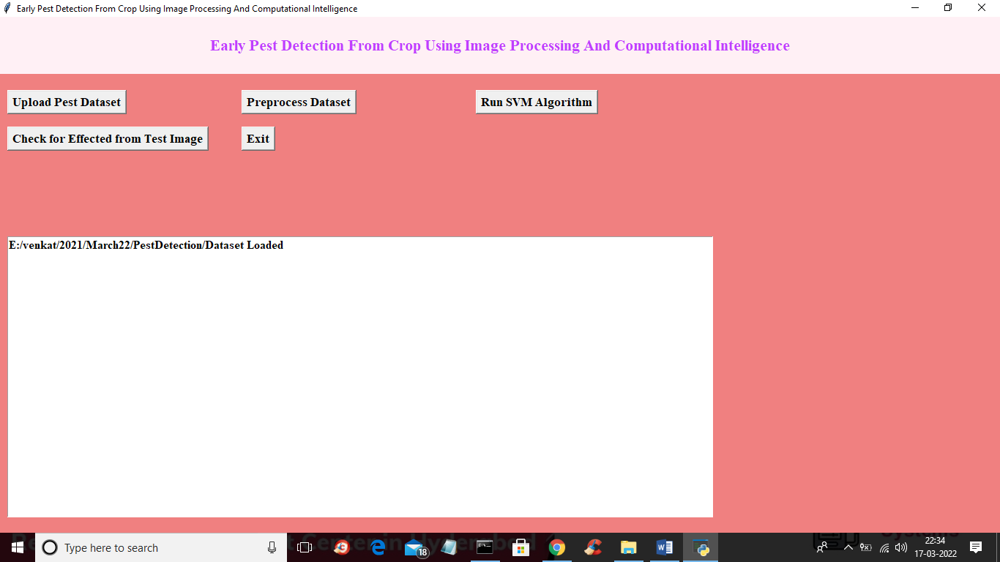 Early Pest Detection From Crop Using Image Processing And Computational Intelligence
Early Pest Detection From Crop Using Image Processing And Computational Intelligence
Upload Pest Dataset
Preprocess Dataset
Run SVM Algorithm
Check for Effected from Test Image
Exit
E:/venkat/2021/March22/PestDetection/Dataset Loaded
Type here to search
18
22:34
17-03-2022